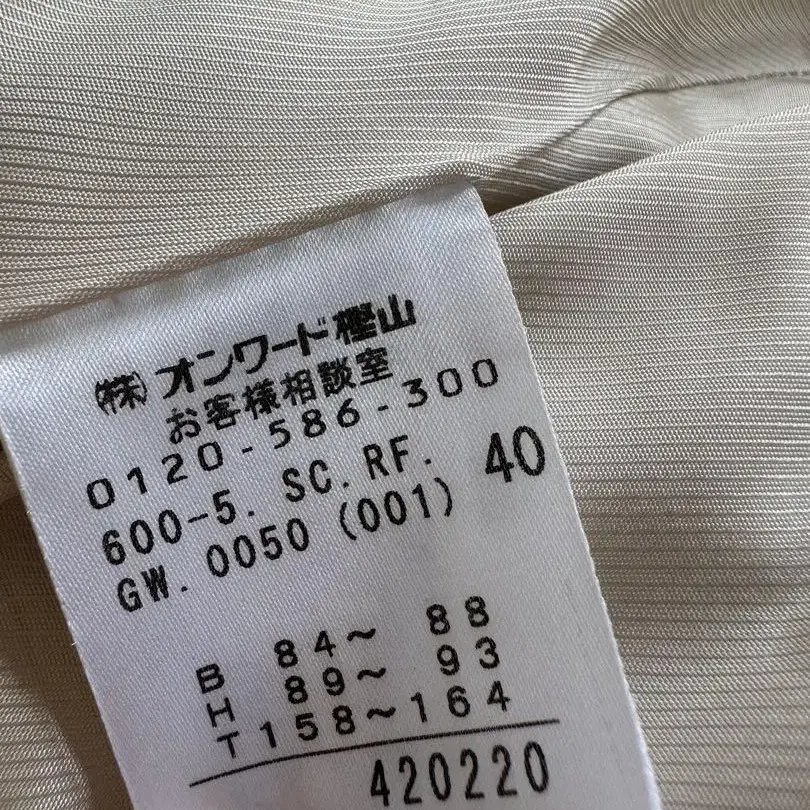 ㈱オンワード樫山
お客様相談室
0120-586-300
600-5. SC. RF. 40
GW. 0050 (001)
B 84～ 88
H 89～ 93
T 158～164
420220